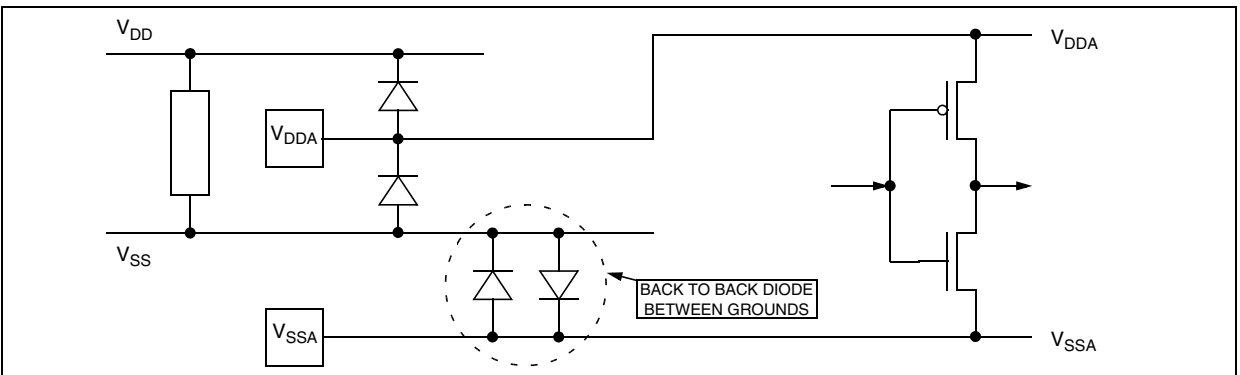 VDD
VDDA
VDDA
VSS
BACK TO BACK DIODE
BETWEEN GROUNDS
VSSA
VSSA